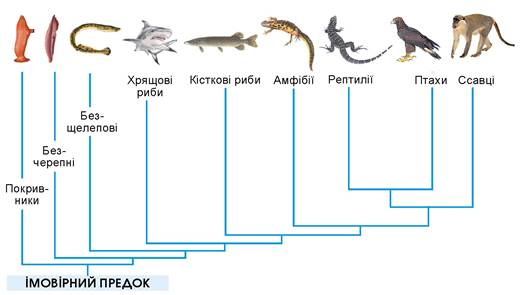 Хрящові
риби
Кісткові риби
Амфібії
Рептилії
Птахи
Ссавці
Без-
щелепові
Без-
черепні
Покрив-
ники
ІМОВІРНИЙ ПРЕДОК